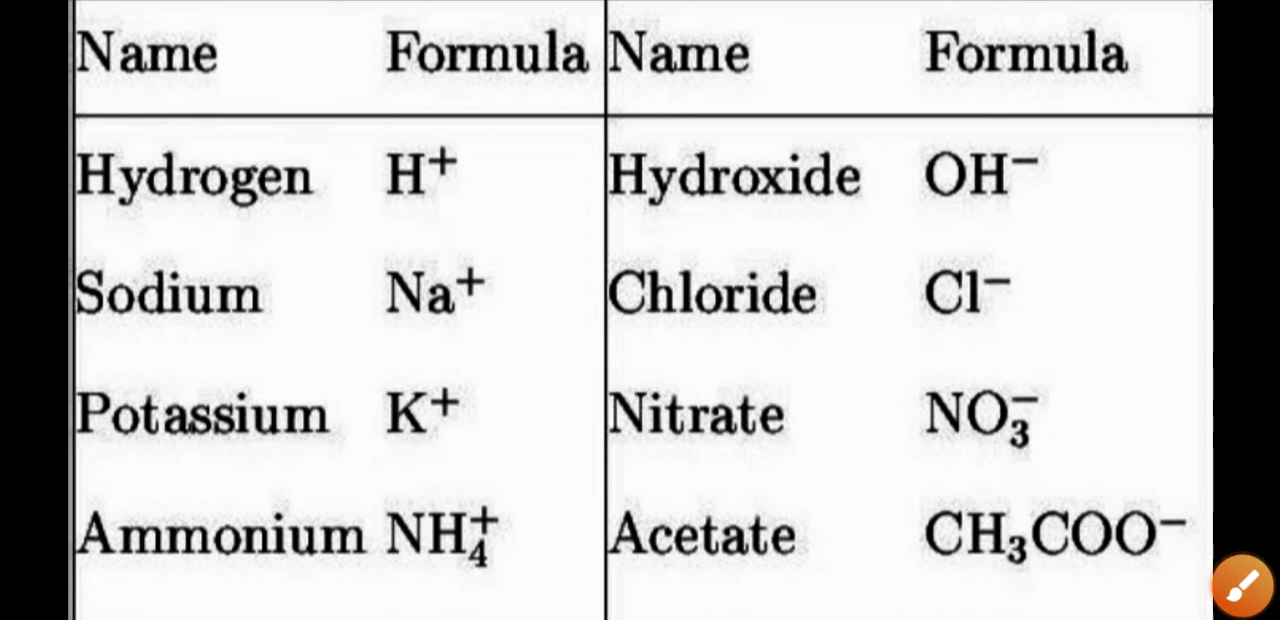 Name Formula Name Formula
Hydrogen H⁺ Hydroxide OH⁻
Sodium Na⁺ Chloride Cl⁻
Potassium K⁺ Nitrate NO₃⁻
Ammonium NH₄⁺ Acetate CH₃COO⁻